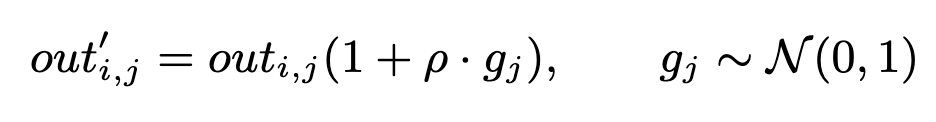 out′_{i,j} = out_{i,j}(1 + ρ · g_j),    g_j ∼ 𝒩(0, 1)